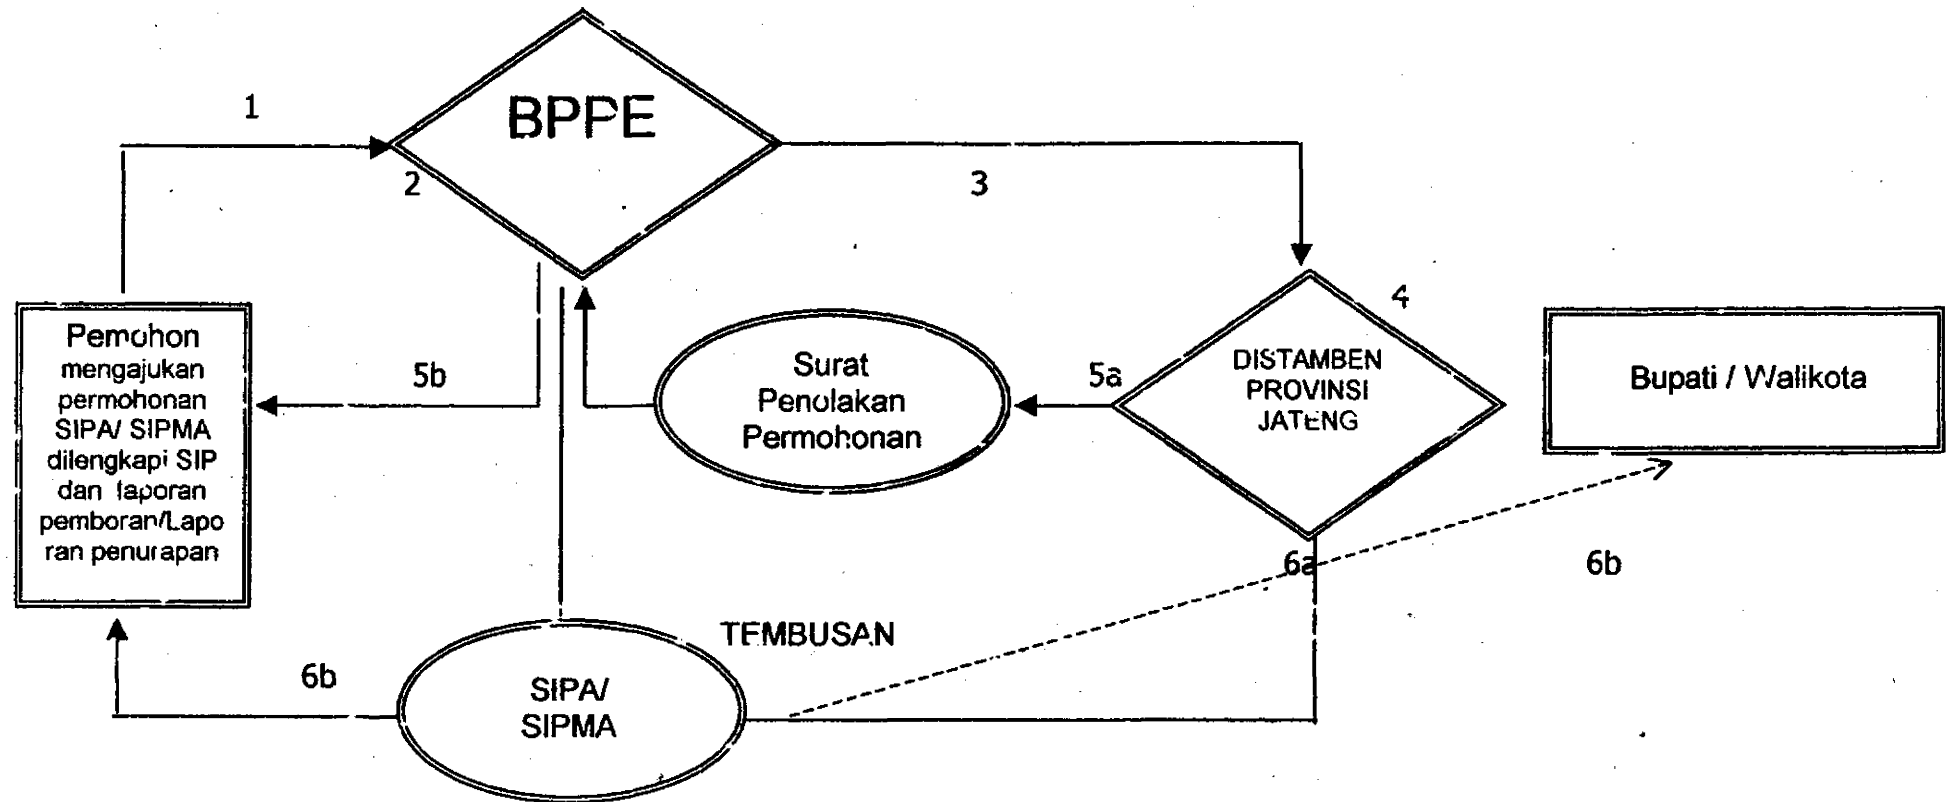 1
BPPE
2
3
4
Pemohon
mengajukan
permohonan
SIPA/ SIPMA
dilengkapi SIP
dan laporan
pemboran/Lapo
ran penurapan
5b
Surat
Penolakan
Permohonan
5a
DISTAMBEN
PROVINSI
JATENG
Bupati / Walikota
6a
6b
TEMBUSAN
6b
SIPA/
SIPMA